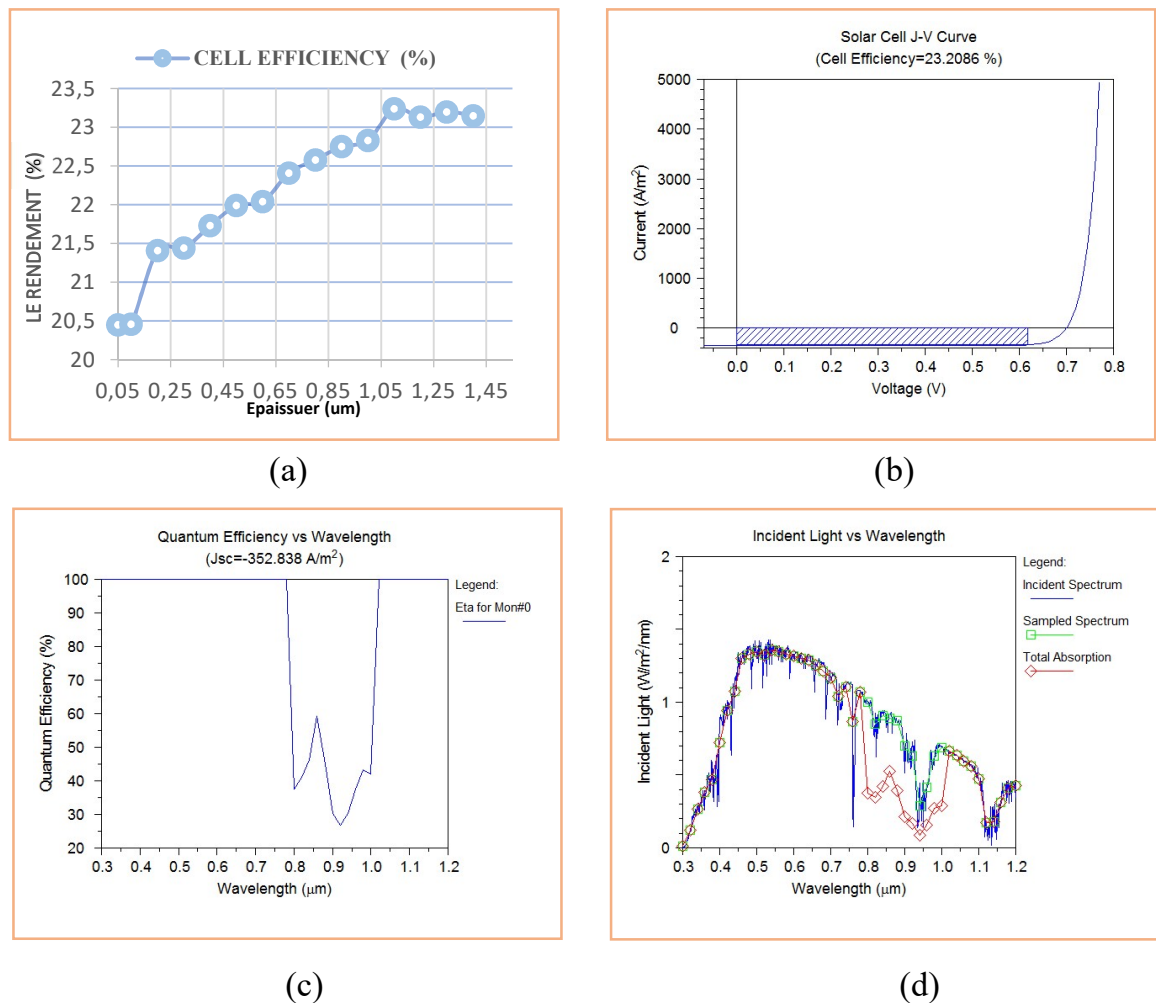 CELL EFFICIENCY (%)
23,5
23
22,5
22
21,5
21
20,5
20
LE RENDEMENT (%)
0,05 0,25 0,45 0,65 0,85 1,05 1,25 1,45
Epaissuer (um)
(a)
Solar Cell J-V Curve
(Cell Efficiency=23.2086 %)
5000
4000
3000
2000
1000
0
Current (A/m²)
0.0 0.1 0.2 0.3 0.4 0.5 0.6 0.7 0.8
Voltage (V)
(b)
Quantum Efficiency vs Wavelength
(Jsc=-352.838 A/m²)
100
90
80
70
60
50
40
30
20
Quantum Efficiency (%)
0.3 0.4 0.5 0.6 0.7 0.8 0.9 1.0 1.1 1.2
Wavelength (μm)
Legend:
Eta for Mon#0
(c)
Incident Light vs Wavelength
2
1
0
Incident Light (W/m²/nm)
0.3 0.4 0.5 0.6 0.7 0.8 0.9 1.0 1.1 1.2
Wavelength (μm)
Legend:
Incident Spectrum
Sampled Spectrum
Total Absorption
(d)